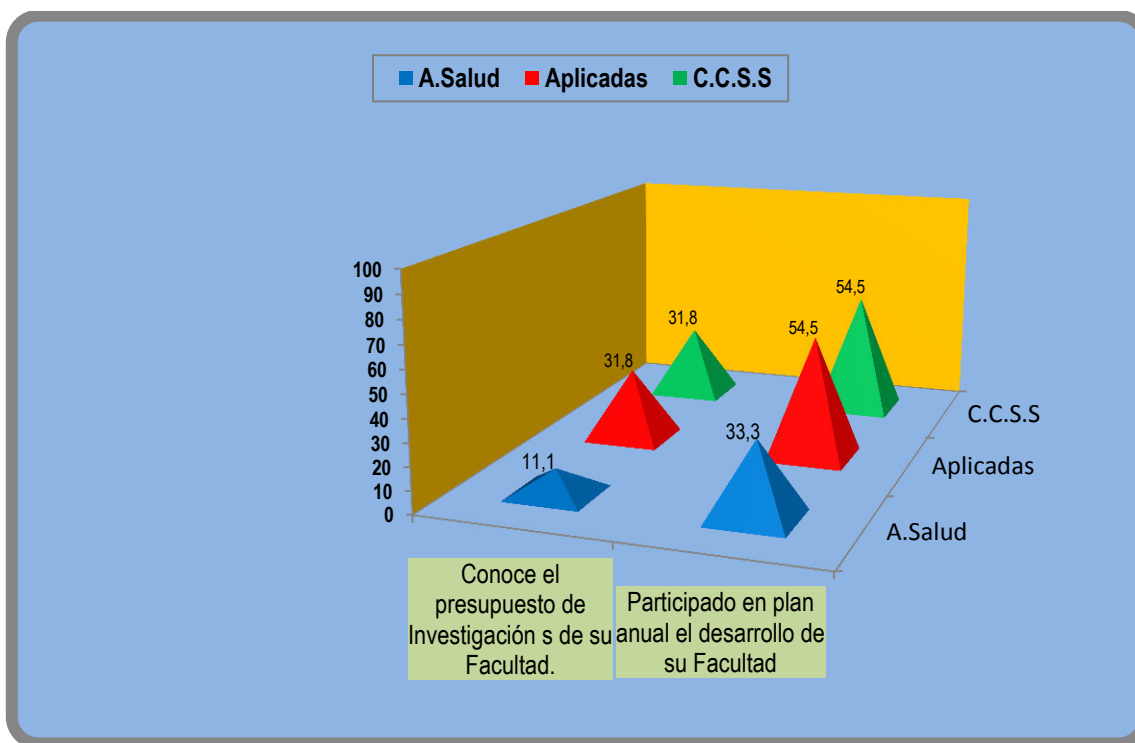 A.Salud Aplicadas C.C.S.S
100
90
80
70
60
50
40
30
20
10
0
54,5
31,8
54,5
31,8
33,3
11,1
C.C.S.S
Aplicadas
A.Salud
Conoce el
presupuesto de
Investigación s de su
Facultad.
Participado en plan
anual el desarrollo de
su Facultad